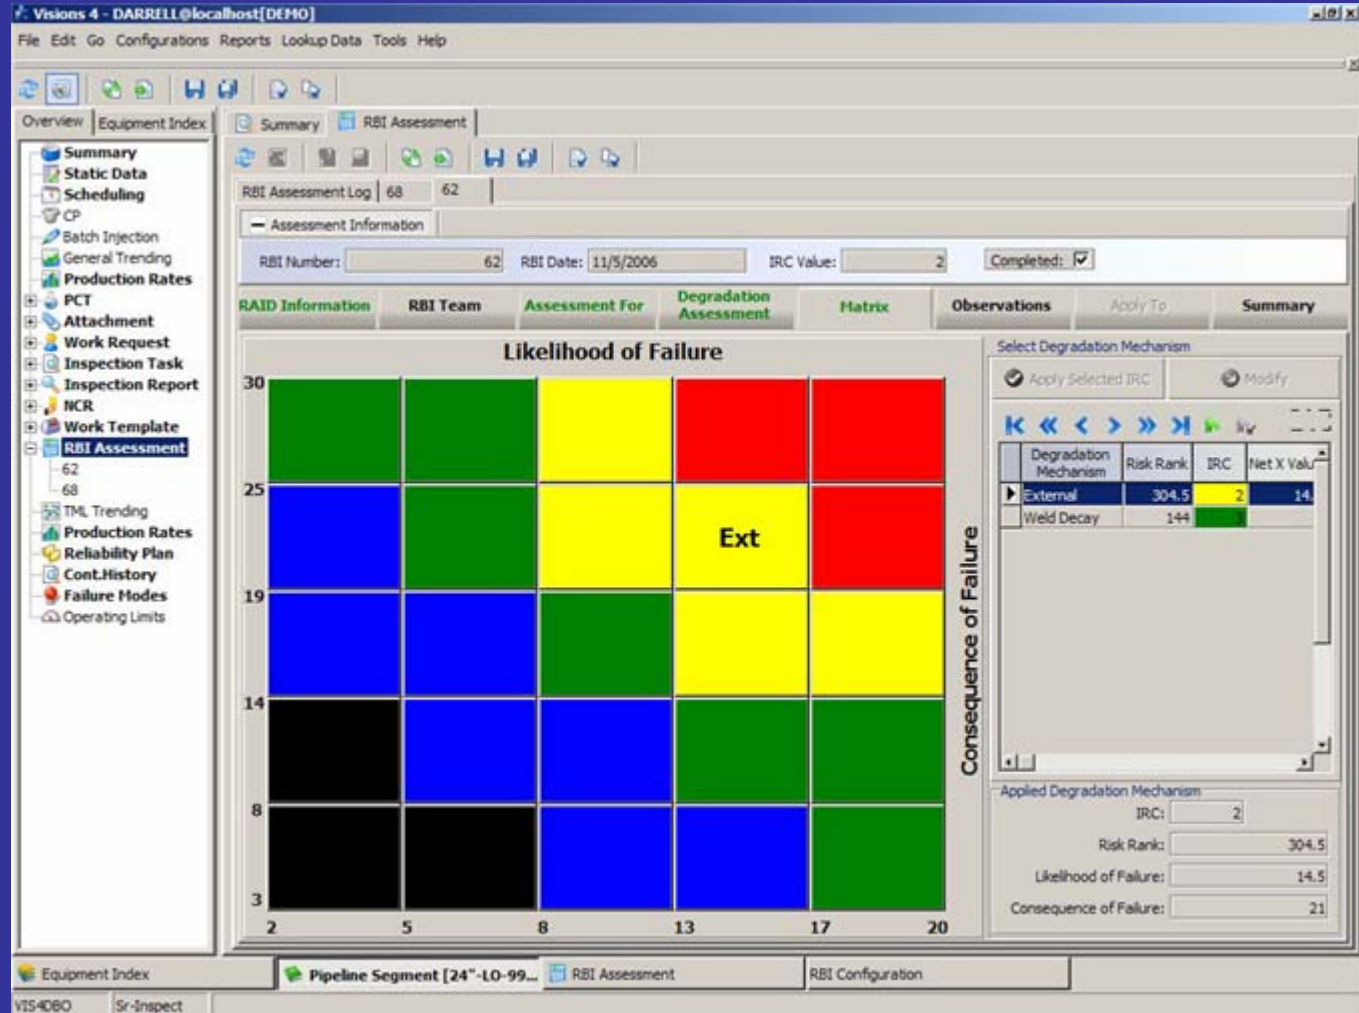 Visions 4 - DARRELL@localhost[DEMO]
File Edit Go Configurations Reports Lookup Data Tools Help
Overview Equipment Index
Summary
Static Data
Scheduling
CP
Batch Injection
General Trending
Production Rates
PCT
Attachment
Work Request
Inspection Task
Inspection Report
NCR
Work Template
RBI Assessment
62
68
TML Trending
Production Rates
Reliability Plan
Cont.History
Failure Modes
Operating Limits
Summary RBI Assessment
RBI Assessment Log 68 62
Assessment Information
RBI Number: 62 RBI Date: 11/5/2006 IRC Value: 2 Completed:
RAID Information RBI Team Assessment For Degradation Assessment Matrix Observations Apply To Summary
Likelihood of Failure
30
25
19
14
8
3
2 5 8 13 17 20
Ext
Consequence of Failure
Select Degradation Mechanism
Apply Selected IRC Modify
Degradation Mechanism Risk Rank IRC Net X Valu
External 304.5 2 14.
Weld Decay 144 3
Applied Degradation Mechanism
IRC: 2
Risk Rank: 304.5
Likelihood of Failure: 14.5
Consequence of Failure: 21
Equipment Index Pipeline Segment [24"-LO-99... RBI Assessment RBI Configuration
VIS4DBO Sr-Inspect